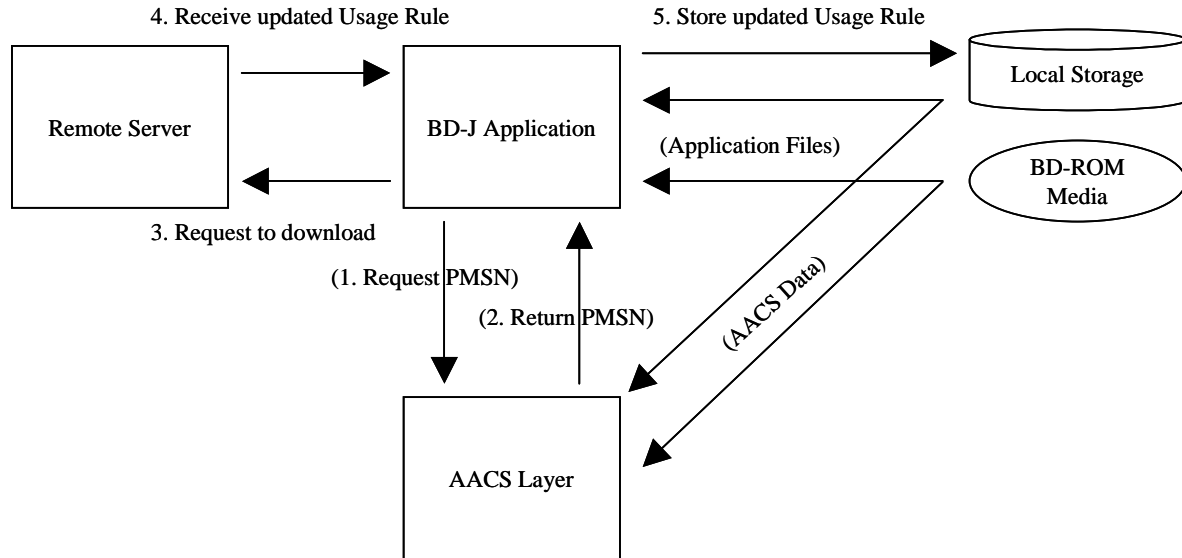 4. Receive updated Usage Rule
5. Store updated Usage Rule
Remote Server
BD-J Application
Local Storage
(Application Files)
BD-ROM
Media
3. Request to download
(1. Request PMSN)
(2. Return PMSN)
(AACS Data)
AACS Layer